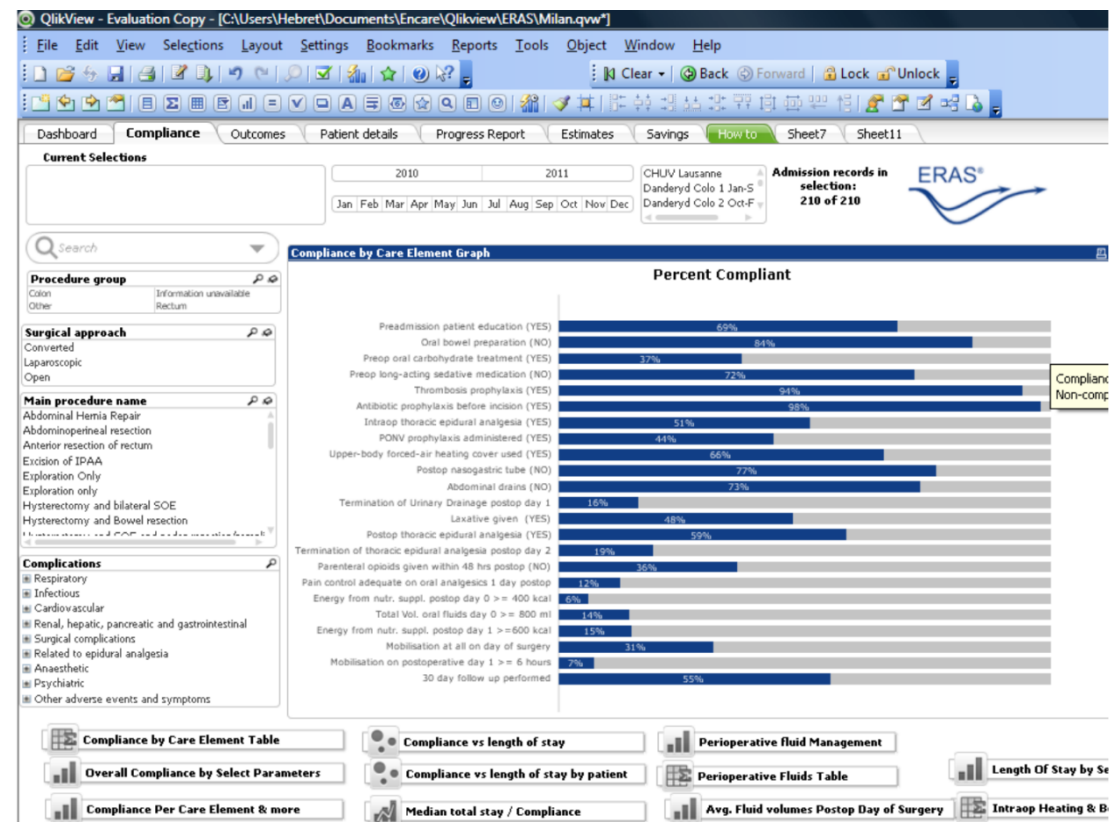 QlikView - Evaluation Copy - [C:\Users\Hebret\Documents\Encare\Qlikview\ERAS\Milan.qvw*]
File Edit View Selections Layout Settings Bookmarks Reports Tools Object Window Help
Clear Back Forward Lock Unlock
Dashboard Compliance Outcomes Patient details Progress Report Estimates Savings How to Sheet7 Sheet11
Current Selections
2010 2011
Jan Feb Mar Apr May Jun Jul Aug Sep Oct Nov Dec
CHUV Lausanne
Danderyd Colo 1 Jan-S
Danderyd Colo 2 Oct-F
Admission records in
selection:
210 of 210
ERAS®
Search
Procedure group
Colon Information unavailable
Other Rectum
Surgical approach
Converted
Laparoscopic
Open
Main procedure name
Abdominal Hernia Repair
Abdominoperineal resection
Anterior resection of rectum
Excision of IPAA
Exploration Only
Exploration only
Hysterectomy and bilateral SOE
Hysterectomy and Bowel resection
Complications
Respiratory
Infectious
Cardiovascular
Renal, hepatic, pancreatic and gastrointestinal
Surgical complications
Related to epidural analgesia
Anaesthetic
Psychiatric
Other adverse events and symptoms
Compliance by Care Element Graph
Percent Compliant
Preadmission patient education (YES) 69%
Oral bowel preparation (NO) 84%
Preop oral carbohydrate treatment (YES) 37%
Preop long-acting sedative medication (NO) 72%
Thrombosis prophylaxis (YES) 94%
Antibiotic prophylaxis before incision (YES) 98%
Intraop thoracic epidural analgesia (YES) 51%
PONV prophylaxis administered (YES) 44%
Upper-body forced-air heating cover used (YES) 66%
Postop nasogastric tube (NO) 77%
Abdominal drains (NO) 73%
Termination of Urinary Drainage postop day 1 16%
Laxative given (YES) 48%
Postop thoracic epidural analgesia (YES) 59%
Termination of thoracic epidural analgesia postop day 2 19%
Parenteral opioids given within 48 hrs postop (NO) 36%
Pain control adequate on oral analgesics 1 day postop 12%
Energy from nutr. suppl. postop day 0 >= 400 kcal 6%
Total Vol. oral fluids day 0 >= 800 ml 14%
Energy from nutr. suppl. postop day 1 >=600 kcal 15%
Mobilisation at all on day of surgery 31%
Mobilisation on postoperative day 1 >= 6 hours 7%
30 day follow up performed 55%
Complianc
Non-comp
Compliance by Care Element Table
Compliance vs length of stay
Perioperative fluid Management
Overall Compliance by Select Parameters
Compliance vs length of stay by patient
Perioperative Fluids Table
Length Of Stay by Se
Compliance Per Care Element & more
Median total stay / Compliance
Avg. Fluid volumes Postop Day of Surgery
Intraop Heating & B